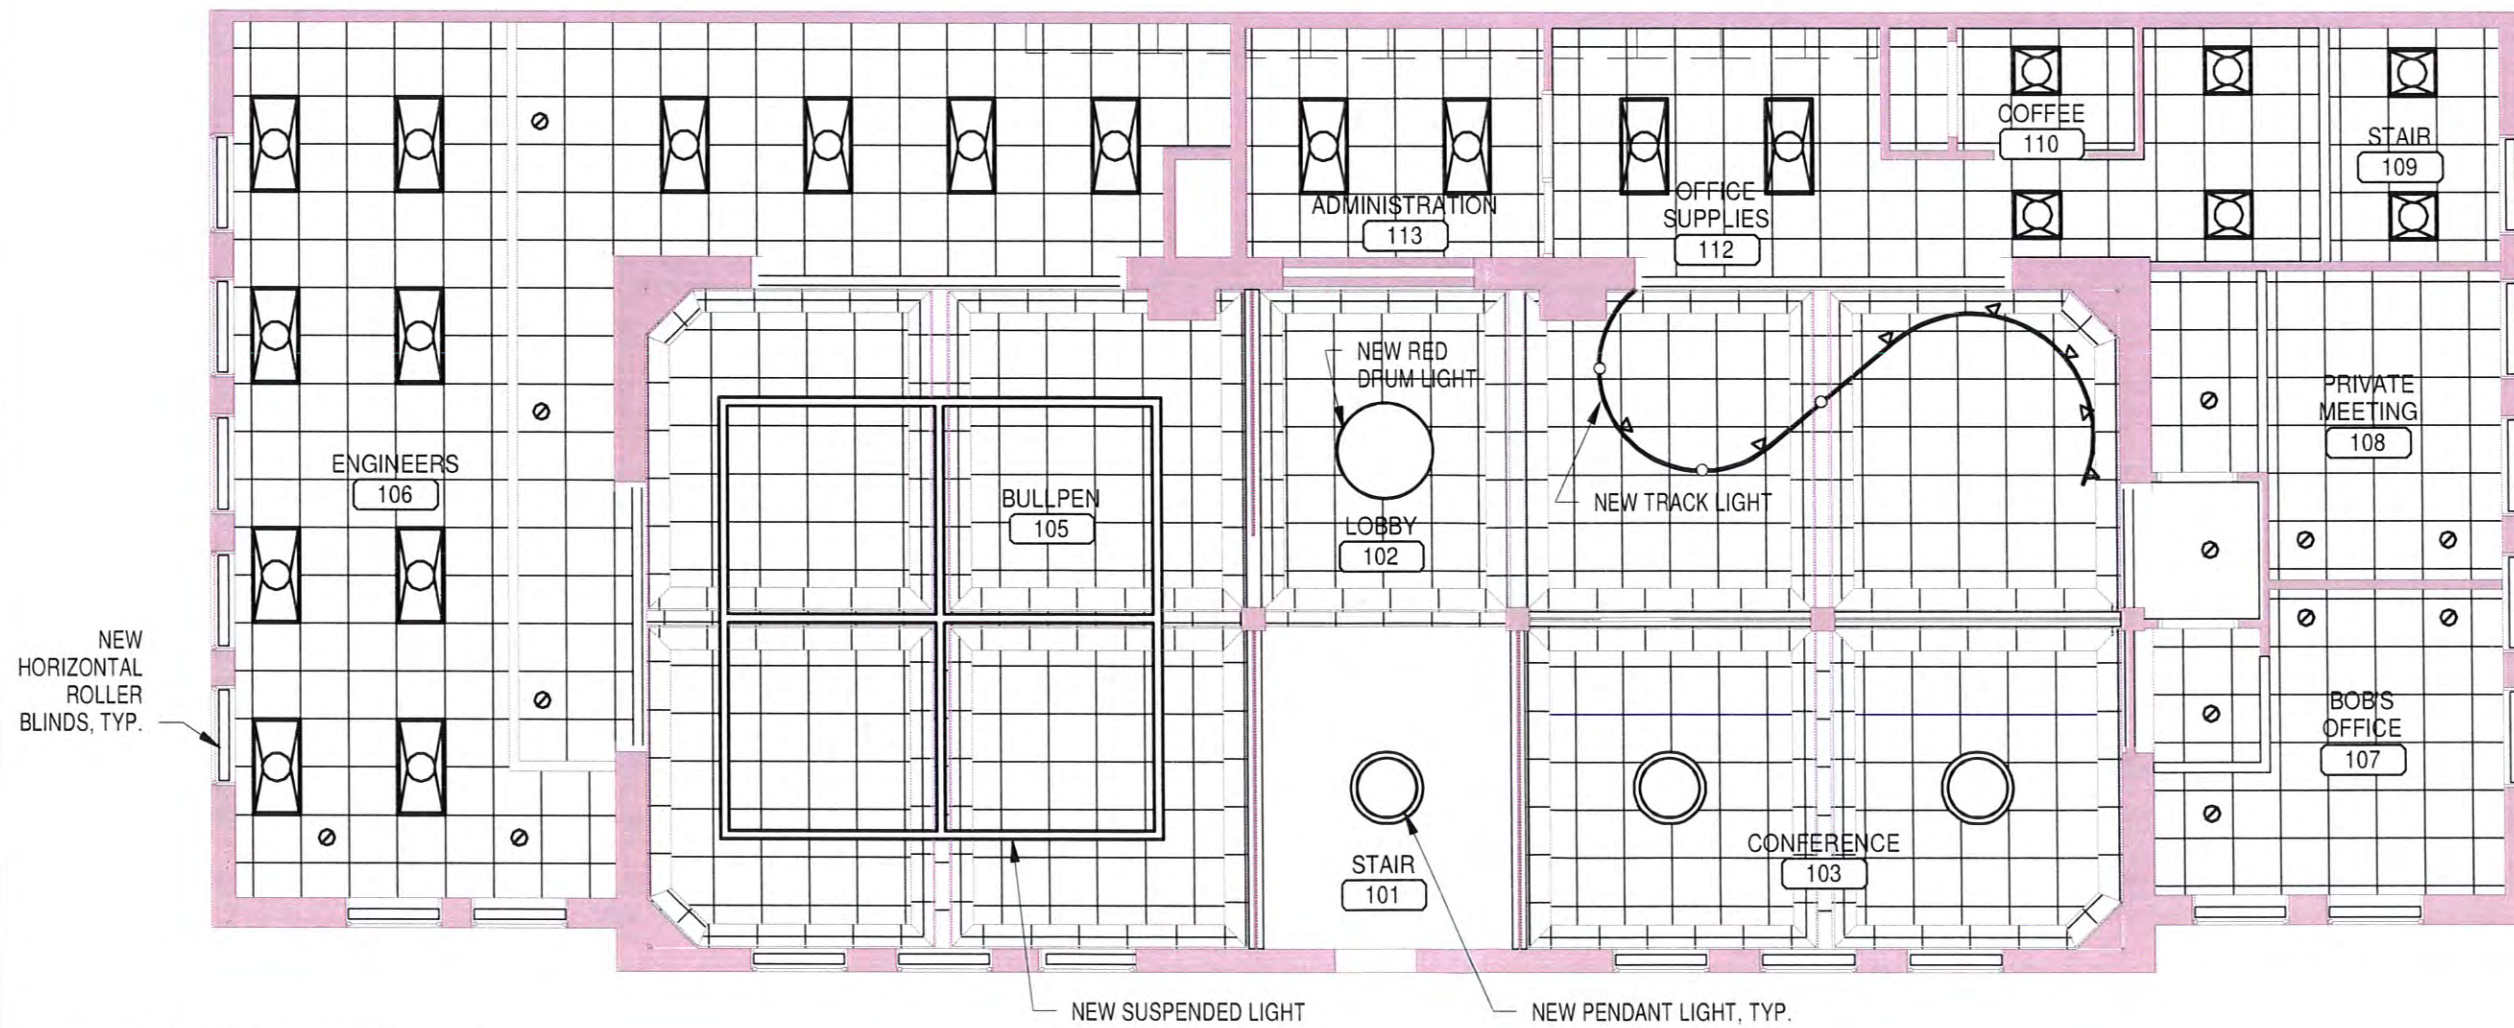 COFFEE
110
STAIR
109
ADMINISTRATION
113
OFFICE
SUPPLIES
112
NEW RED
DRUM LIGHT
PRIVATE
MEETING
108
ENGINEERS
106
BULLPEN
105
NEW TRACK LIGHT
LOBBY
102
NEW
HORIZONTAL
ROLLER
BLINDS, TYP.
BOB'S
OFFICE
107
CONFERENCE
103
STAIR
101
NEW SUSPENDED LIGHT
NEW PENDANT LIGHT, TYP.